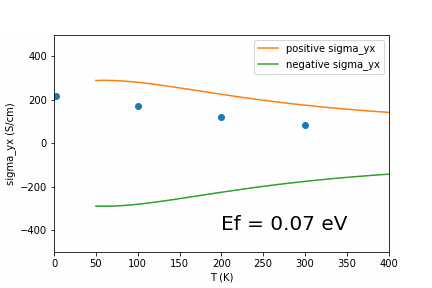 positive sigma_yx
negative sigma_yx
400
200
0
−200
−400
sigma_yx (S/cm)
Ef = 0.07 eV
0 50 100 150 200 250 300 350 400
T (K)